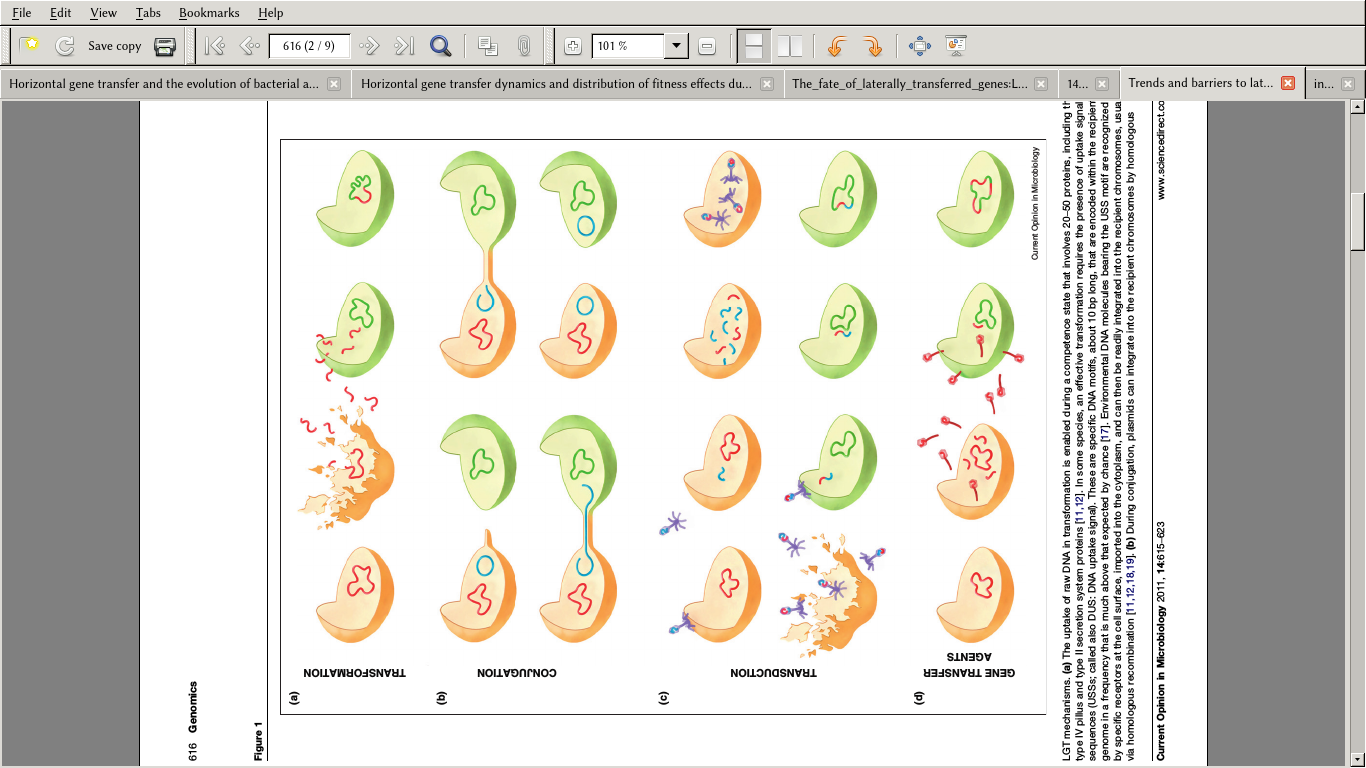 File Edit View Tabs Bookmarks Help
Save copy 616 (2 / 9) 101 %
Horizontal gene transfer and the evolution of bacterial a... Horizontal gene transfer dynamics and distribution of fitness effects du... The_fate_of_laterally_transferred_genes:L... 14... Trends and barriers to lat... in...
616 Genomics
Figure 1
(a) TRANSFORMATION
(b) CONJUGATION
(c) TRANSDUCTION
(d) GENE TRANSFER
AGENTS
Current Opinion in Microbiology
LGT mechanisms. (a) The uptake of raw DNA in transformation is enabled during a competence state that involves 20–50 proteins, including th
type IV pillus and type II secretion system proteins [11,12]. In some species, an effective transformation requires the presence of uptake signal
sequences (USSs; called also DUS: DNA uptake signal). These are specific DNA motifs, about 10 bp long, that are encoded within the recipien
genome in a frequency that is much above that expected by chance [17]. Environmental DNA molecules bearing the USS motif are recognized
by specific receptors at the cell surface, imported into the cytoplasm, and can then be readily integrated into the recipient chromosomes, usua
via homologous recombination [11,12,18,19]. (b) During conjugation, plasmids can integrate into the recipient chromosomes by homologous
Current Opinion in Microbiology 2011, 14:615–623 www.sciencedirect.co